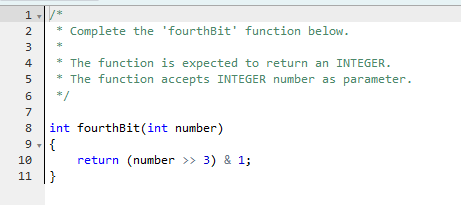 1 /*
2  * Complete the 'fourthBit' function below.
3  *
4  * The function is expected to return an INTEGER.
5  * The function accepts INTEGER number as parameter.
6  */
7
8 int fourthBit(int number)
9 {
10     return (number >> 3) & 1;
11 }